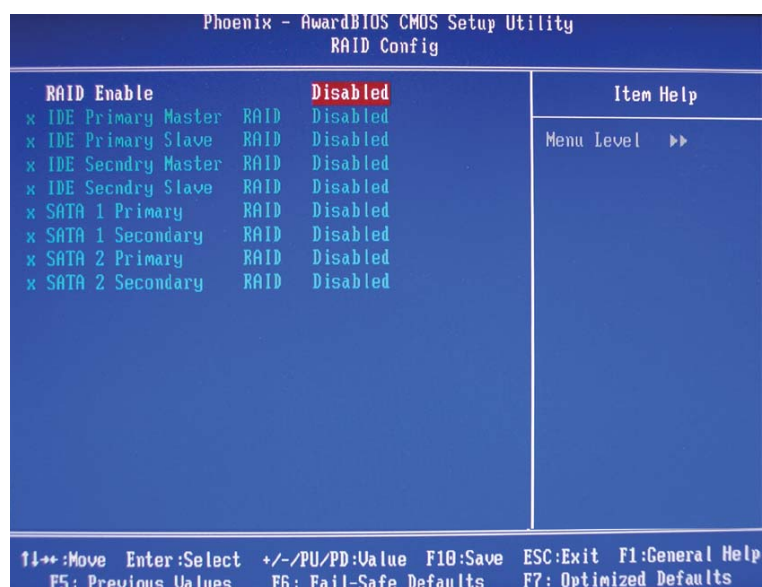 Phoenix - AwardBIOS CMOS Setup Utility
RAID Config
RAID Enable Disabled
x IDE Primary Master RAID Disabled
x IDE Primary Slave RAID Disabled
x IDE Secndry Master RAID Disabled
x IDE Secndry Slave RAID Disabled
x SATA 1 Primary RAID Disabled
x SATA 1 Secondary RAID Disabled
x SATA 2 Primary RAID Disabled
x SATA 2 Secondary RAID Disabled
Item Help
Menu Level ►►
↑↓→←:Move Enter:Select +/-/PU/PD:Value F10:Save ESC:Exit F1:General Help
F5: Previous Values F6: Fail-Safe Defaults F7: Optimized Defaults